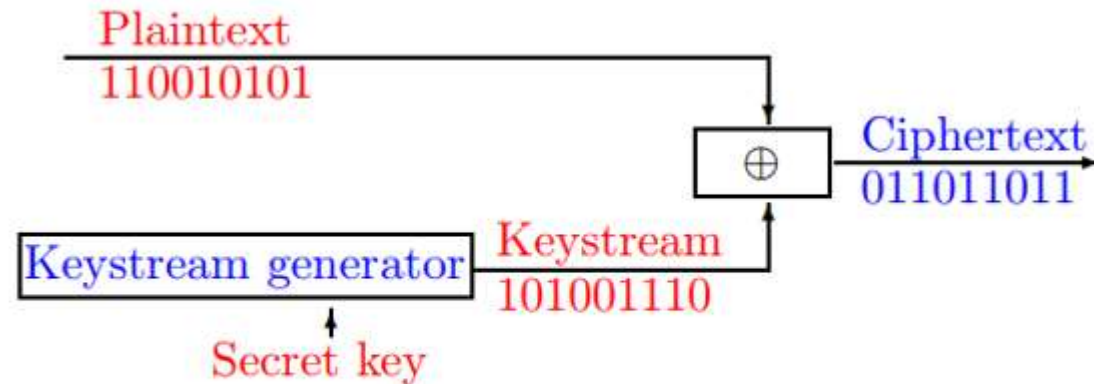 Plaintext
110010101
⊕
Ciphertext
011011011
Keystream generator
Keystream
101001110
Secret key